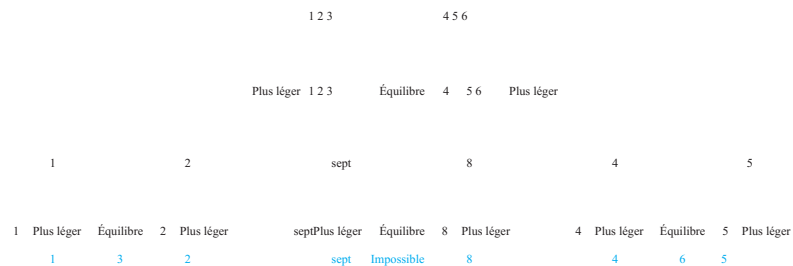 1 2 3 4 5 6
Plus léger 1 2 3 Équilibre 4 5 6 Plus léger
1 2 sept 8 4 5
1 Plus léger Équilibre 2 Plus léger septPlus léger Équilibre 8 Plus léger 4 Plus léger Équilibre 5 Plus léger
1 3 2 sept Impossible 8 4 6 5